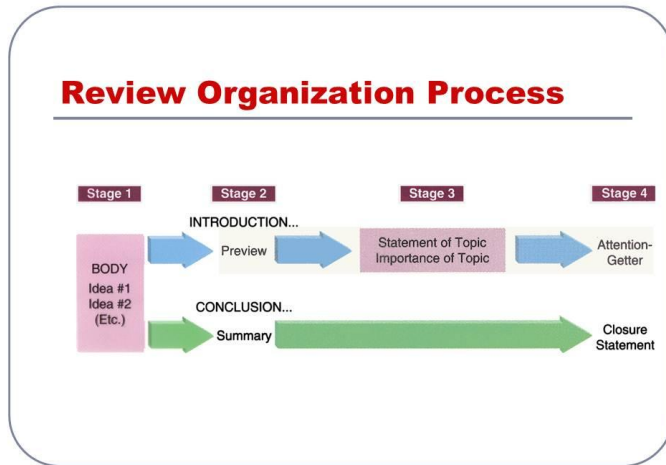 Review Organization Process
Stage 1
Stage 2
Stage 3
Stage 4
INTRODUCTION...
Preview
Statement of Topic
Importance of Topic
Attention-
Getter
BODY
Idea #1
Idea #2
(Etc.)
CONCLUSION...
Summary
Closure
Statement